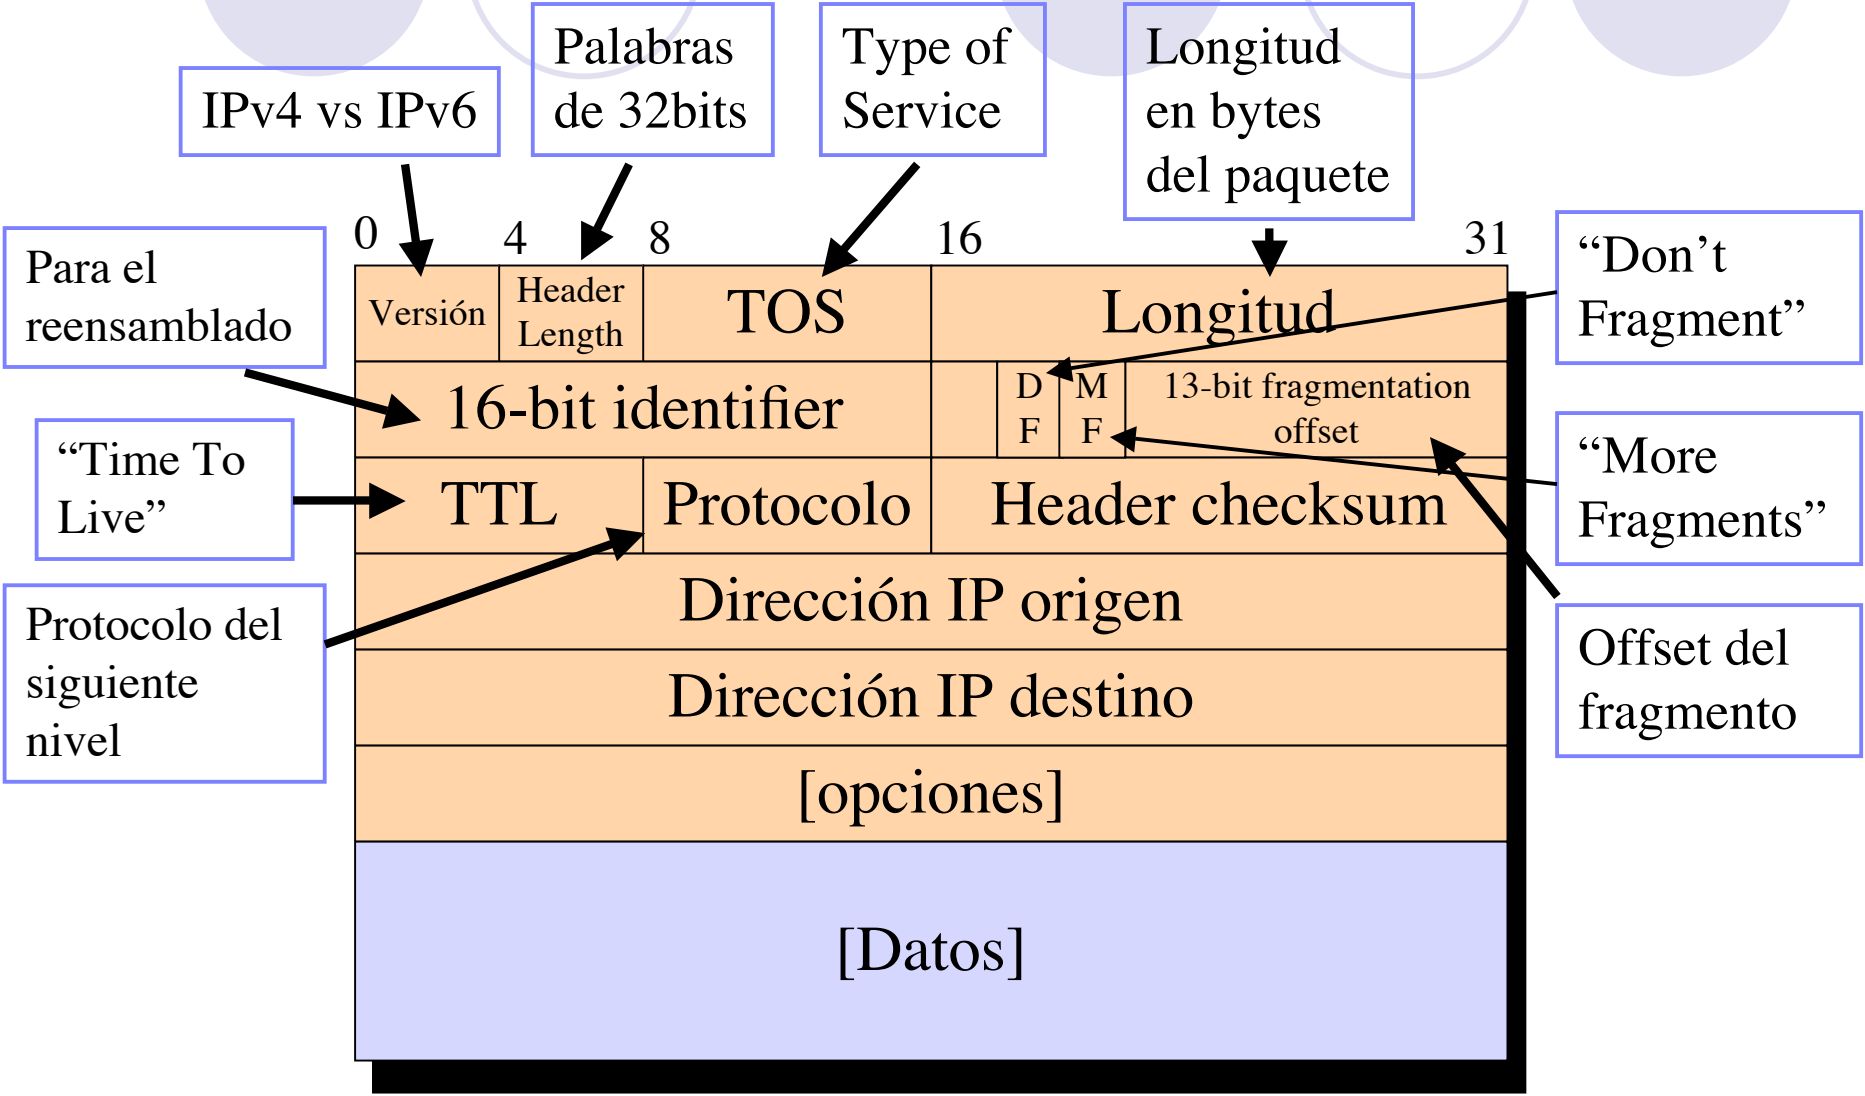 IPv4 vs IPv6
Palabras
de 32bits
Type of
Service
Longitud
en bytes
del paquete
0 4 8 16 31
Para el
reensamblado
“Time To
Live”
Protocolo del
siguiente
nivel
Versión
Header
Length
TOS
Longitud
16-bit identifier
D
F
M
F
13-bit fragmentation
offset
TTL
Protocolo
Header checksum
Dirección IP origen
Dirección IP destino
[opciones]
[Datos]
“Don’t
Fragment”
“More
Fragments”
Offset del
fragmento